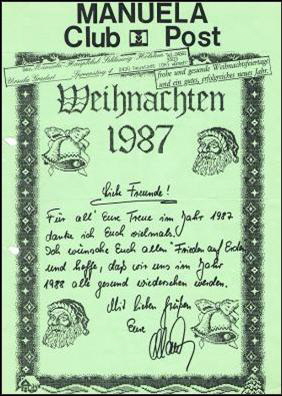 MANUELA
Club Post
frohe und gesunde Weihnachtsfeiertage
und ein gutes, erfolgreiches neues Jahr.
Weihnachten
1987
Liebe Freunde!
Für all' Eure Treue im Jahr 1987
danke ich Euch vielmals.
Ich wünsche Euch allen "Frieden auf Erden"
und hoffe, daß wir uns im Jahr
1988 alle gesund wiedersehen werden.
Mit lieben Grüßen
Eure